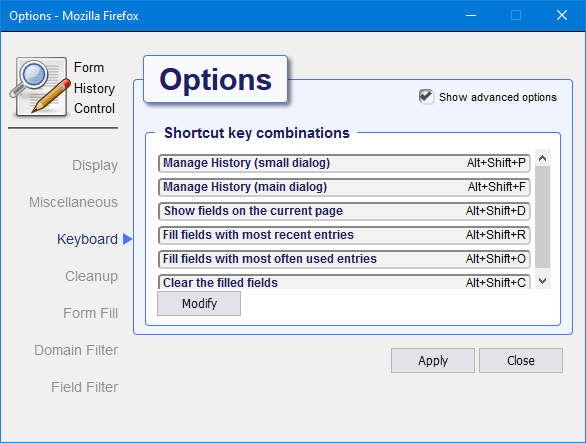 Options - Mozilla Firefox
Form
History
Control
Options
Show advanced options
Display
Miscellaneous
Keyboard
Cleanup
Form Fill
Domain Filter
Field Filter
Shortcut key combinations
Manage History (small dialog) Alt+Shift+P
Manage History (main dialog) Alt+Shift+F
Show fields on the current page Alt+Shift+D
Fill fields with most recent entries Alt+Shift+R
Fill fields with most often used entries Alt+Shift+O
Clear the filled fields Alt+Shift+C
Modify
Apply Close